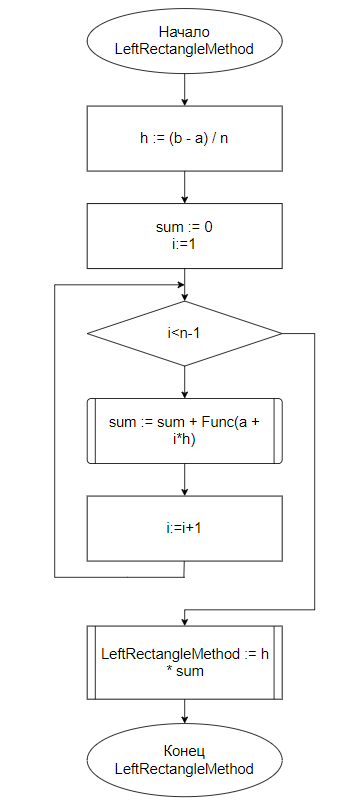 Начало
LeftRectangleMethod
h := (b - a) / n
sum := 0
i:=1
i<n-1
sum := sum + Func(a +
i*h)
i:=i+1
LeftRectangleMethod := h
* sum
Конец
LeftRectangleMethod